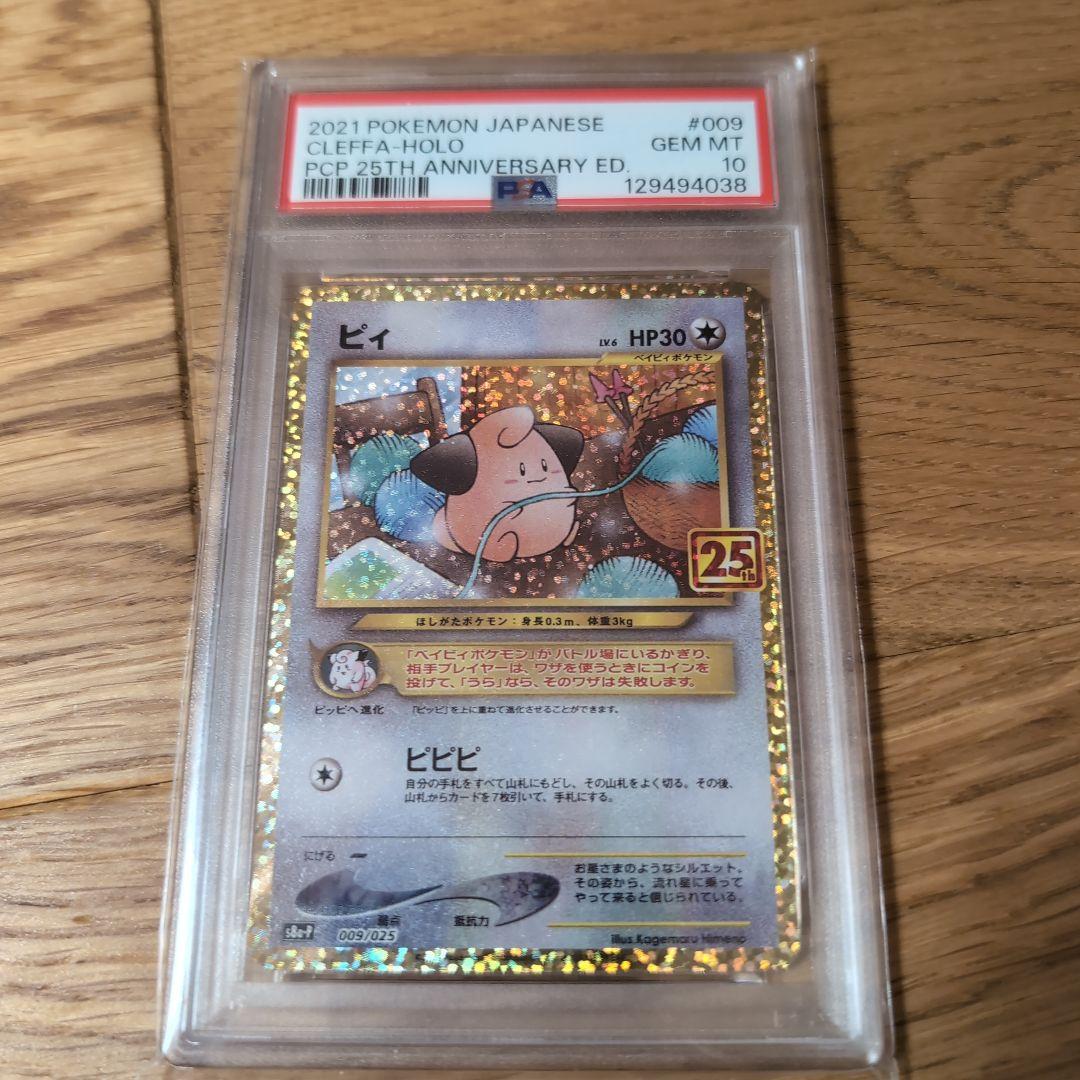 2021 POKEMON JAPANESE #009
CLEFFA-HOLO GEM MT
PCP 25TH ANNIVERSARY ED. 10
PSA 129494038
ピィ LV.6 HP30
ベイビィポケモン
25th
ほしがたポケモン：身長0.3m、体重3kg
「ベイビィポケモン」がバトル場にいるかぎり、
相手プレイヤーは、ワザを使うときにコインを
投げて、「うら」なら、そのワザは失敗します。
ピッピへ進化 「ピッピ」を上に重ねて進化させることができます。
ピピピ
自分の手札をすべて山札にもどし、その山札をよく切る。その後、
山札からカードを7枚引いて、手札にする。
にげる
お星さまのようなシルエット。
その姿から、流れ星に乗って
やって来ると信じられている。
弱点 抵抗力
s8a-P 009/025 illus.Kagemaru Himeno